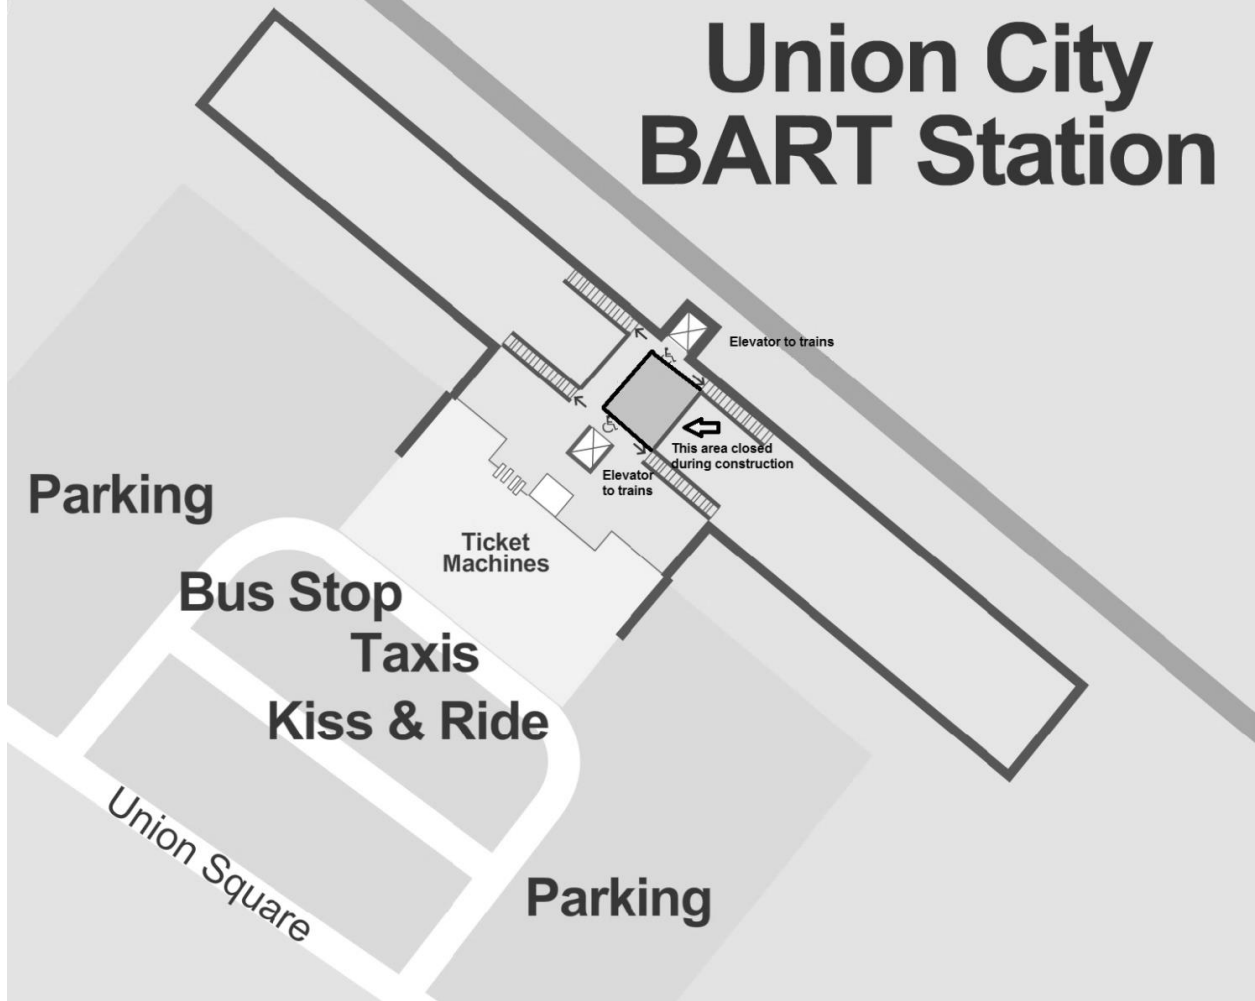 Union City
BART Station
Elevator to trains
This area closed
during construction
Elevator
to trains
Parking
Ticket
Machines
Bus Stop
Taxis
Kiss & Ride
Union Square
Parking